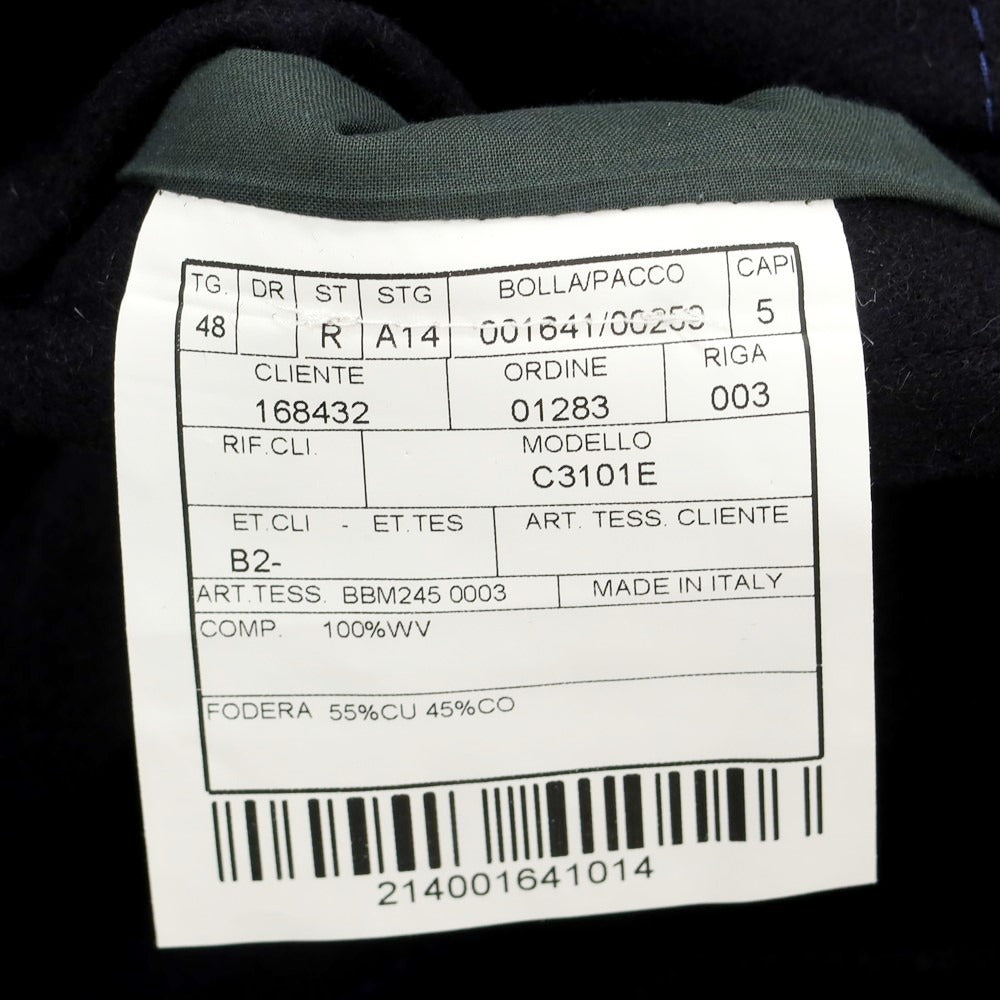 TG. DR ST STG BOLLA/PACCO CAPI
48 R A14 001641/00259 5
CLIENTE ORDINE RIGA
168432 01283 003
RIF.CLI. MODELLO
C3101E
ET.CLI - ET.TES ART. TESS. CLIENTE
B2-
ART.TESS. BBM245 0003 MADE IN ITALY
COMP. 100%WV
FODERA 55%CU 45%CO
214001641014